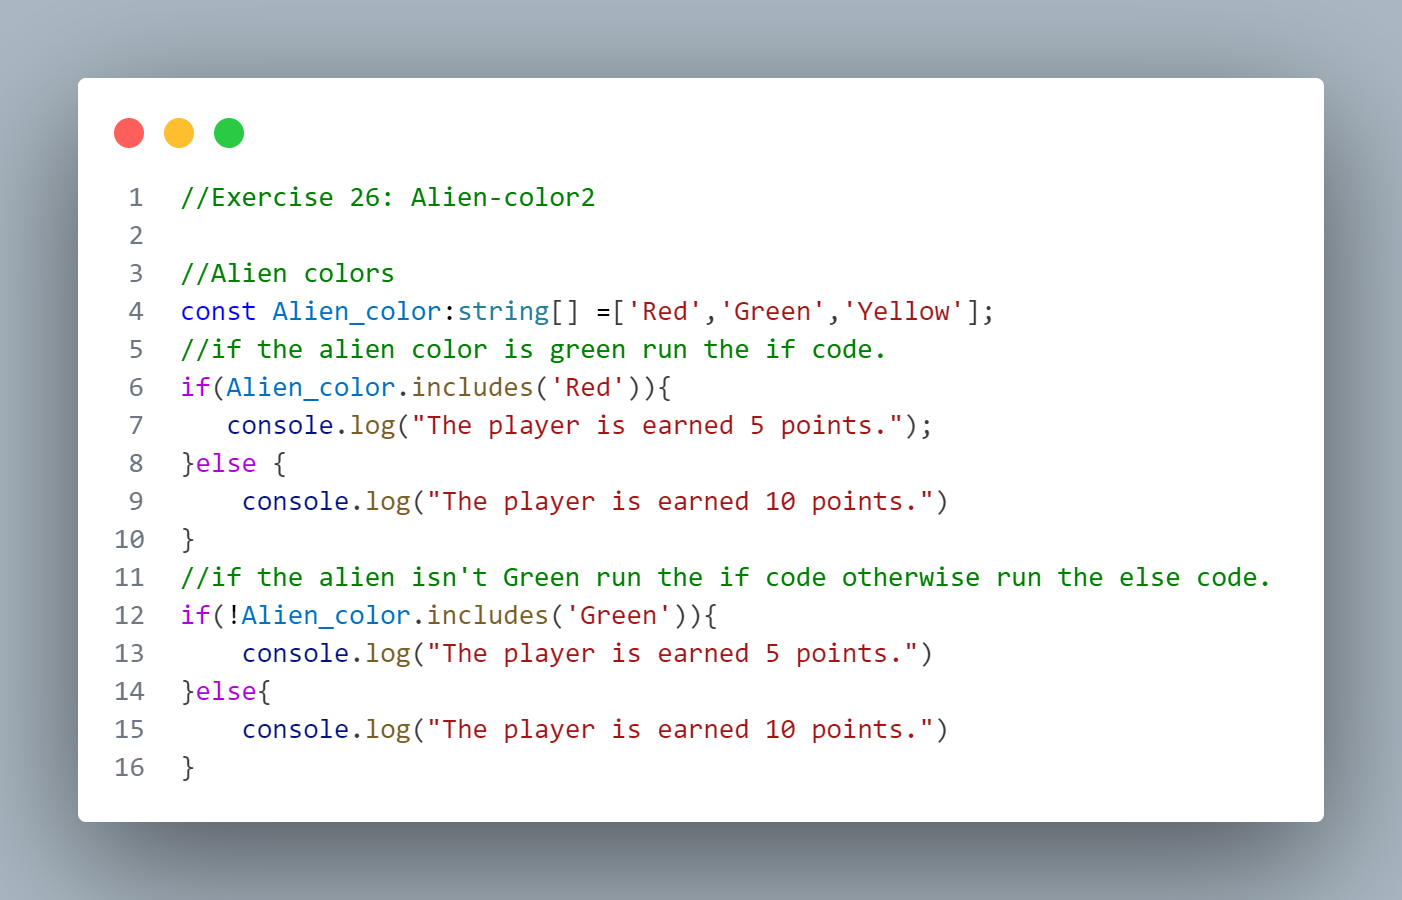 1 //Exercise 26: Alien-color2
2
3 //Alien colors
4 const Alien_color:string[] =['Red','Green','Yellow'];
5 //if the alien color is green run the if code.
6 if(Alien_color.includes('Red')){
7    console.log("The player is earned 5 points.");
8 }else {
9     console.log("The player is earned 10 points.")
10 }
11 //if the alien isn't Green run the if code otherwise run the else code.
12 if(!Alien_color.includes('Green')){
13     console.log("The player is earned 5 points.")
14 }else{
15     console.log("The player is earned 10 points.")
16 }